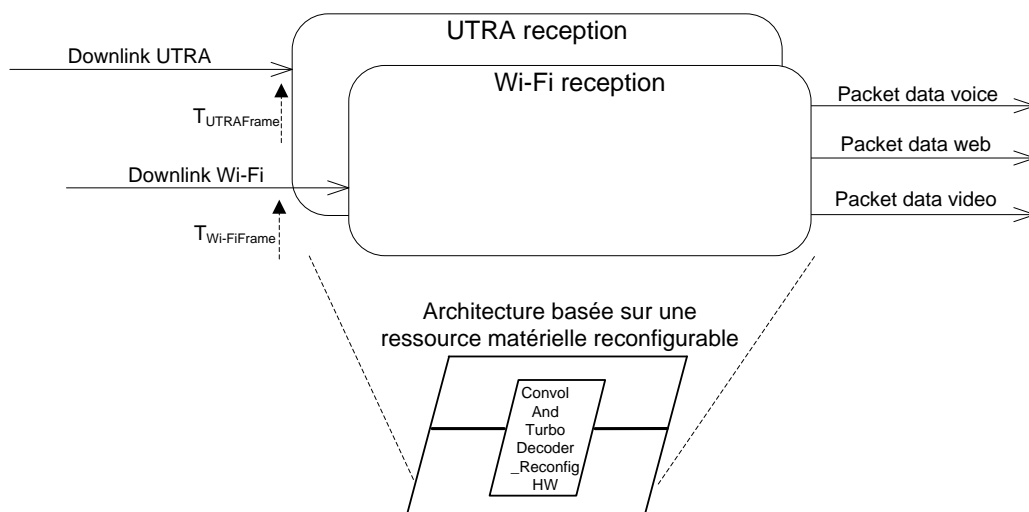 UTRA reception
Downlink UTRA
Wi-Fi reception
Packet data voice
TUTRAFrame
Packet data web
Downlink Wi-Fi
Packet data video
TWi-FiFrame
Architecture basée sur une
ressource matérielle reconfigurable
Convol
And
Turbo
Decoder
_Reconfig
HW